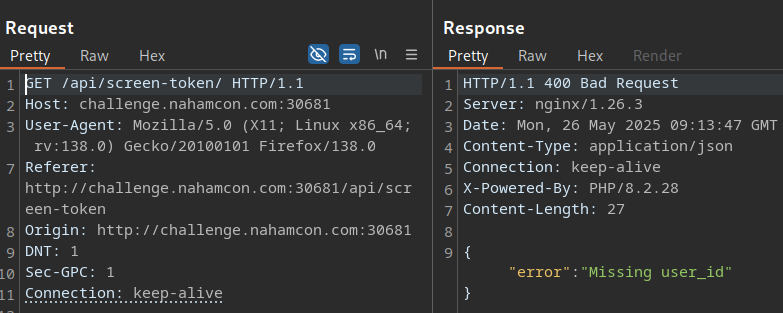 Request
Pretty Raw Hex \n
1 GET /api/screen-token/ HTTP/1.1
2 Host: challenge.nahamcon.com:30681
3 User-Agent: Mozilla/5.0 (X11; Linux x86_64;
rv:138.0) Gecko/20100101 Firefox/138.0
7 Referer:
http://challenge.nahamcon.com:30681/api/scr
een-token
8 Origin: http://challenge.nahamcon.com:30681
9 DNT: 1
10 Sec-GPC: 1
11 Connection: keep-alive
Response
Pretty Raw Hex Render
1 HTTP/1.1 400 Bad Request
2 Server: nginx/1.26.3
3 Date: Mon, 26 May 2025 09:13:47 GMT
4 Content-Type: application/json
5 Connection: keep-alive
6 X-Powered-By: PHP/8.2.28
7 Content-Length: 27
8
9 {
"error":"Missing user_id"
}